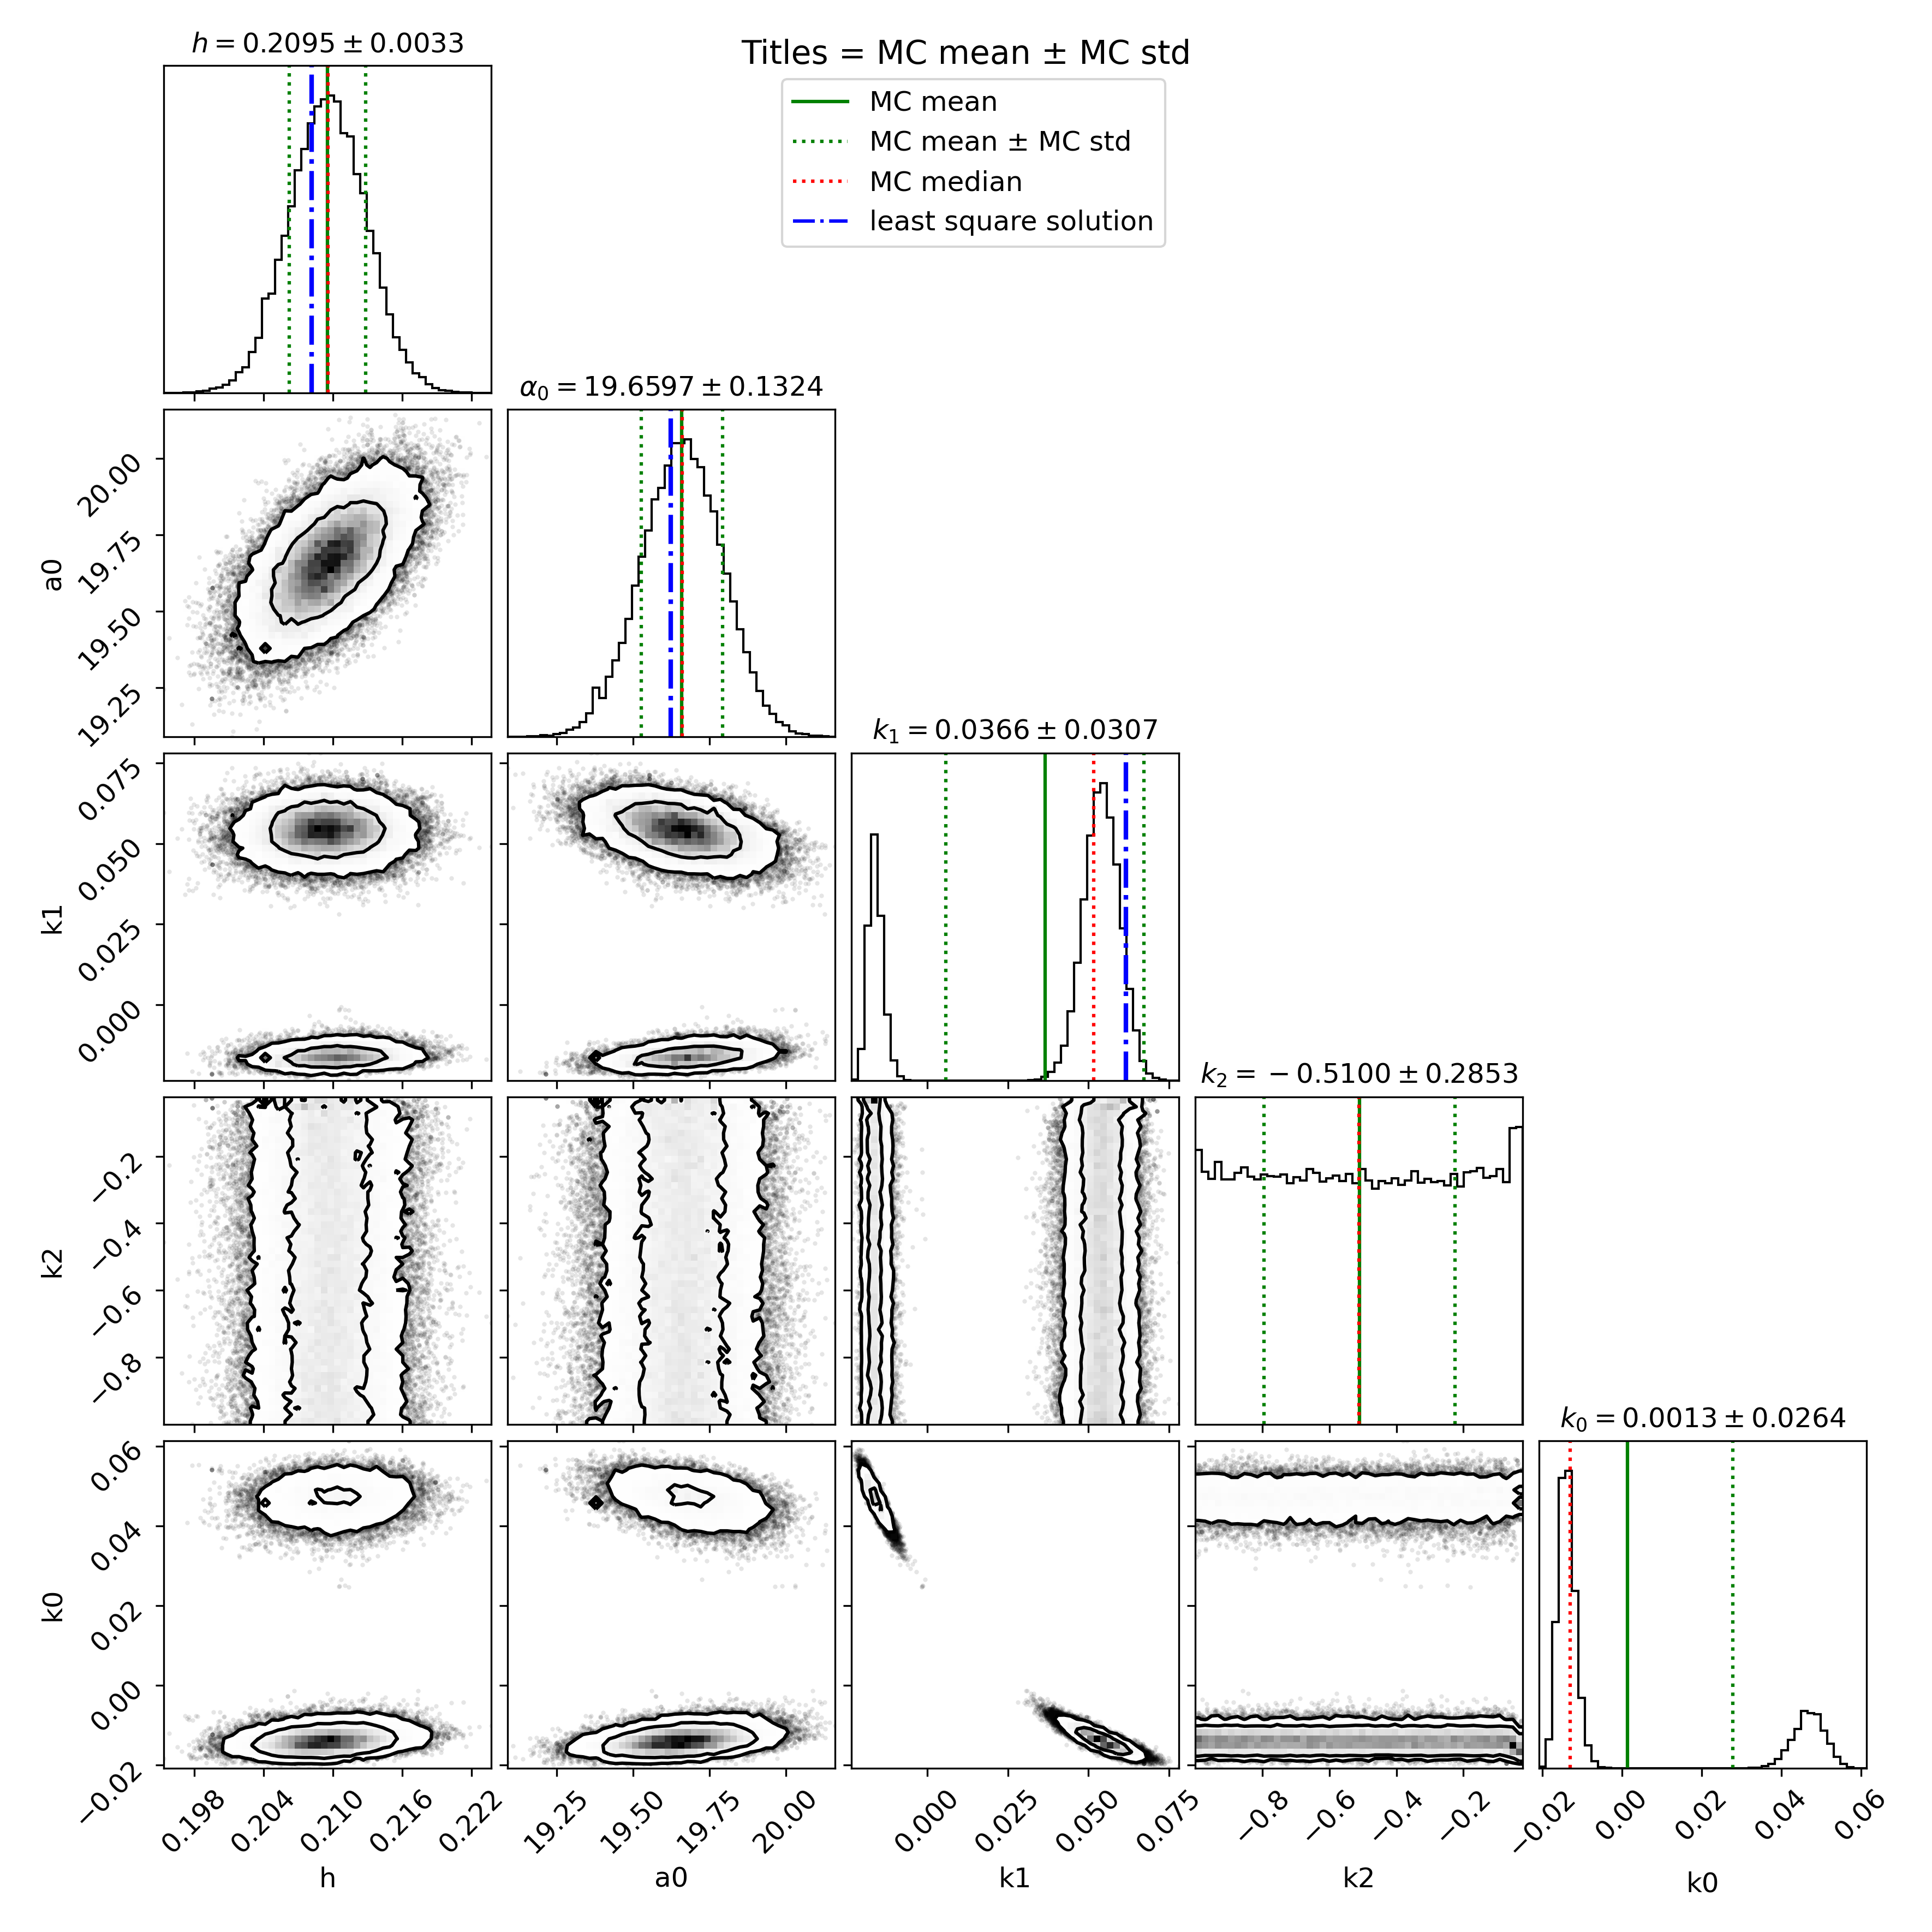 h = 0.2095 ± 0.0033
Titles = MC mean ± MC std
MC mean
MC mean ± MC std
MC median
least square solution
α₀ = 19.6597 ± 0.1324
20.00
19.75
19.50
19.25
a0
k₁ = 0.0366 ± 0.0307
0.075
0.050
0.025
0.000
k1
k₂ = −0.5100 ± 0.2853
−0.2
−0.4
−0.6
−0.8
k2
k₀ = 0.0013 ± 0.0264
0.06
0.04
0.02
0.00
−0.02
k0
0.198 0.204 0.210 0.216 0.222
19.25 19.50 19.75 20.00
0.000 0.025 0.050 0.075
−0.8 −0.6 −0.4 −0.2
−0.02 0.00 0.02 0.04 0.06
h a0 k1 k2 k0